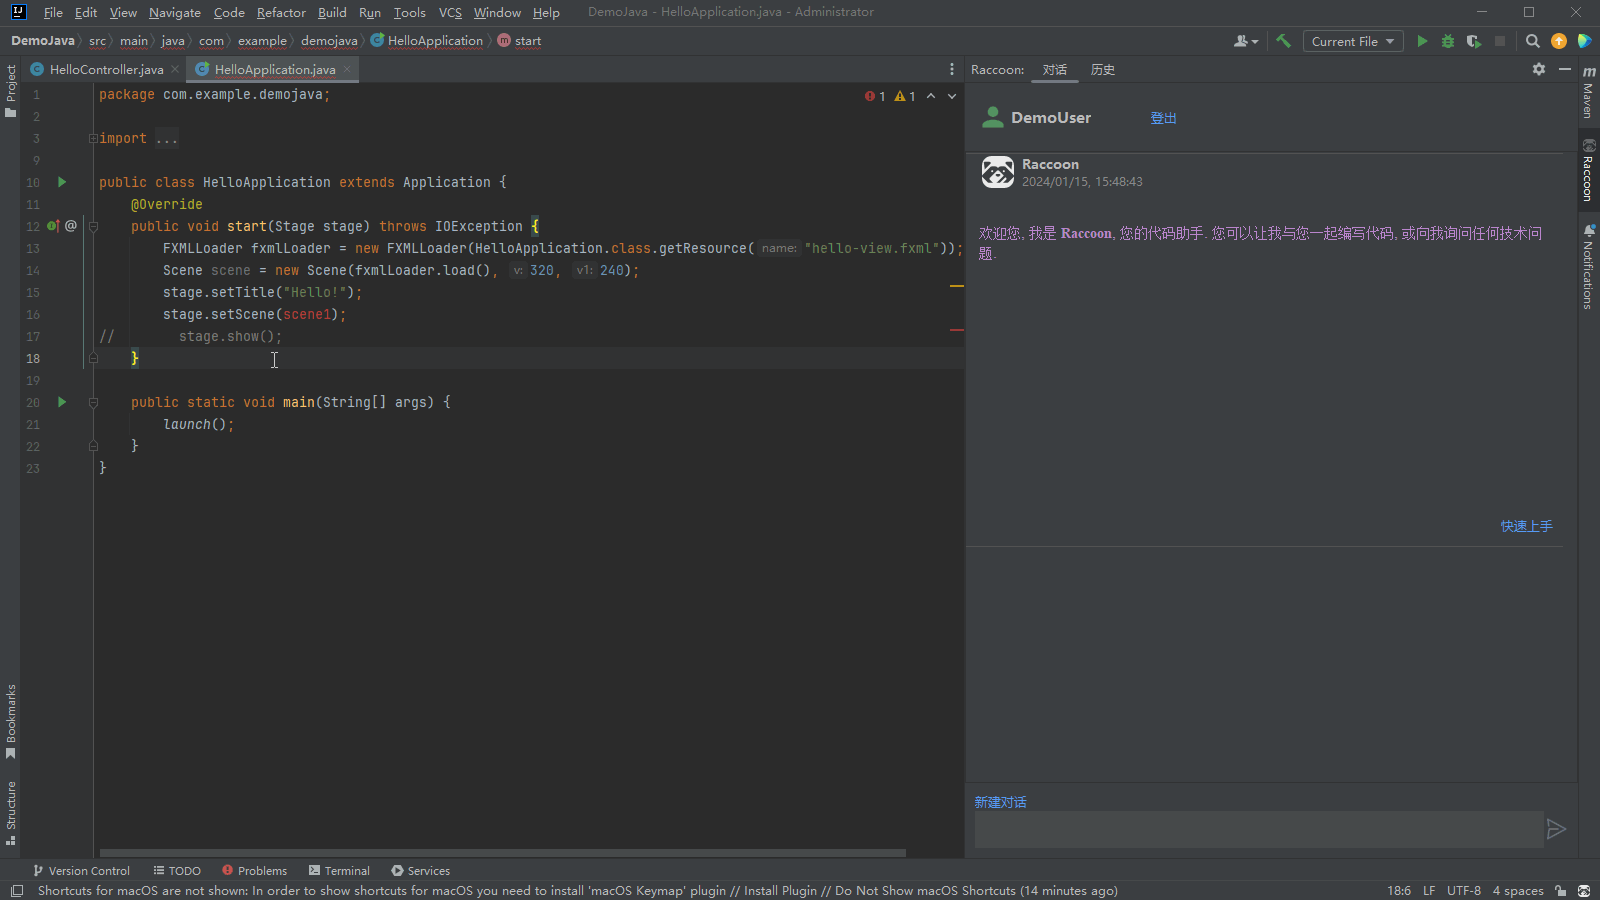 File Edit View Navigate Code Refactor Build Run Tools VCS Window Help DemoJava - HelloApplication.java - Administrator
DemoJava src main java com example demojava HelloApplication start Current File
Project
HelloController.java HelloApplication.java
Raccoon: 对话 历史
1 package com.example.demojava;
1 1
2
3 import ...
9
10 public class HelloApplication extends Application {
11 @Override
12 public void start(Stage stage) throws IOException {
13 FXMLLoader fxmlLoader = new FXMLLoader(HelloApplication.class.getResource( name: "hello-view.fxml"));
14 Scene scene = new Scene(fxmlLoader.load(), v: 320, v1: 240);
15 stage.setTitle("Hello!");
16 stage.setScene(scene1);
17 // stage.show();
18 }
19
20 public static void main(String[] args) {
21 launch();
22 }
23 }
DemoUser 登出
Raccoon
2024/01/15, 15:48:43
欢迎您, 我是 Raccoon, 您的代码助手. 您可以让我与您一起编写代码, 或向我询问任何技术问
题.
快速上手
新建对话
m Maven
Raccoon
Notifications
Bookmarks
Structure
Version Control TODO Problems Terminal Services
Shortcuts for macOS are not shown: In order to show shortcuts for macOS you need to install 'macOS Keymap' plugin // Install Plugin // Do Not Show macOS Shortcuts (14 minutes ago) 18:6 LF UTF-8 4 spaces